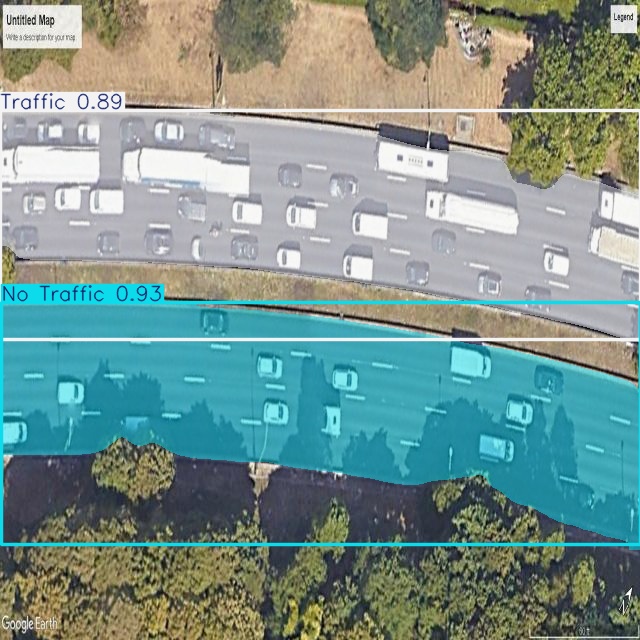 Untitled Map
Write a description for your map.
Legend
Traffic 0.89
No Traffic 0.93
Google Earth